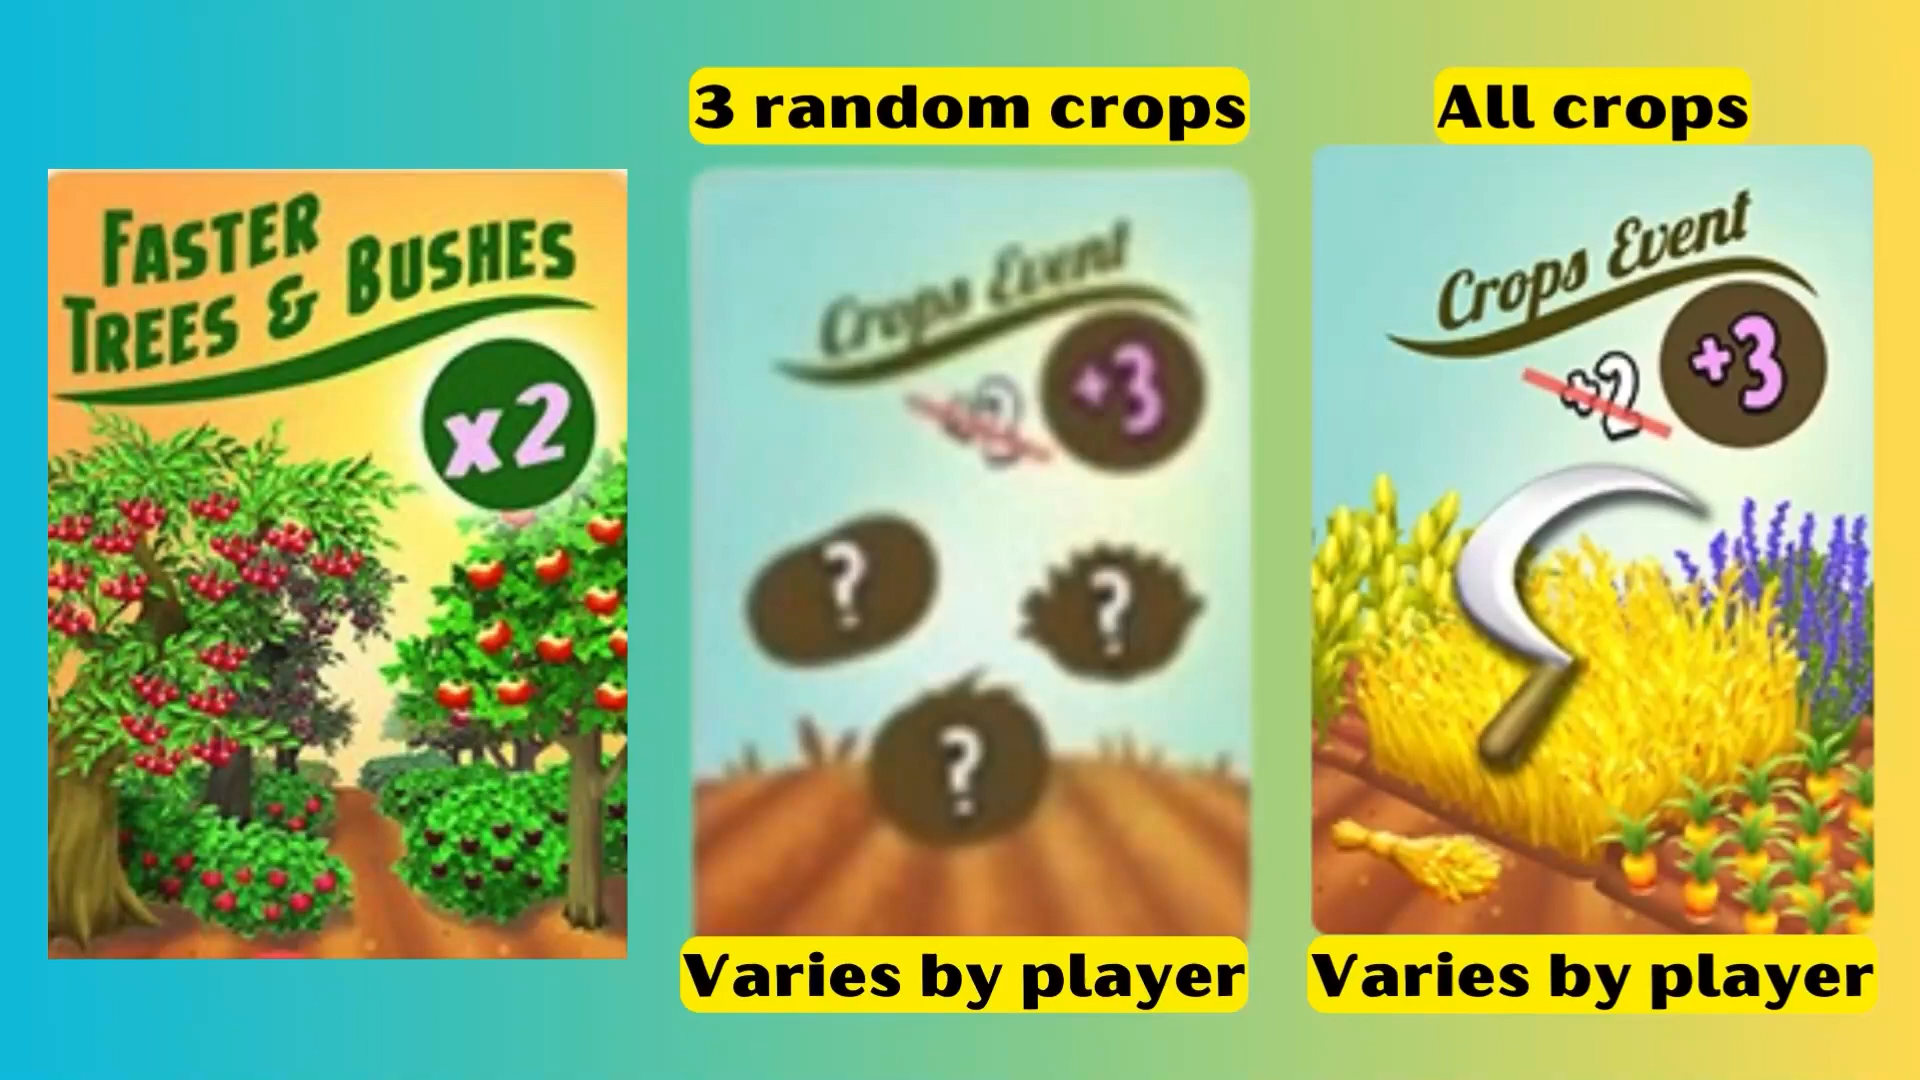 FASTER
TREES & BUSHES
x2
3 random crops
Crops Event
+2
+3
?
?
?
Varies by player
All crops
Crops Event
+2
+3
Varies by player